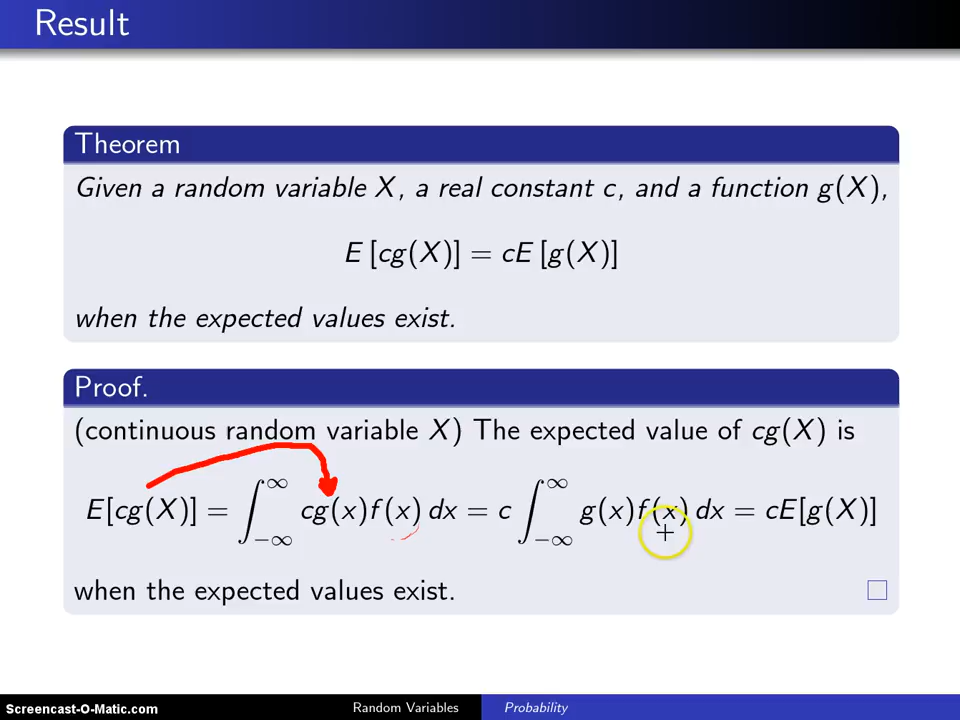 Result
Theorem
Given a random variable X, a real constant c, and a function g(X),
E [cg(X)] = cE [g(X)]
when the expected values exist.
Proof.
(continuous random variable X) The expected value of cg(X) is
E[cg(X)] = ∫_{−∞}^{∞} cg(x)f(x) dx = c ∫_{−∞}^{∞} g(x)f(x) dx = cE[g(X)]
when the expected values exist. □
Screencast-O-Matic.com Random Variables Probability